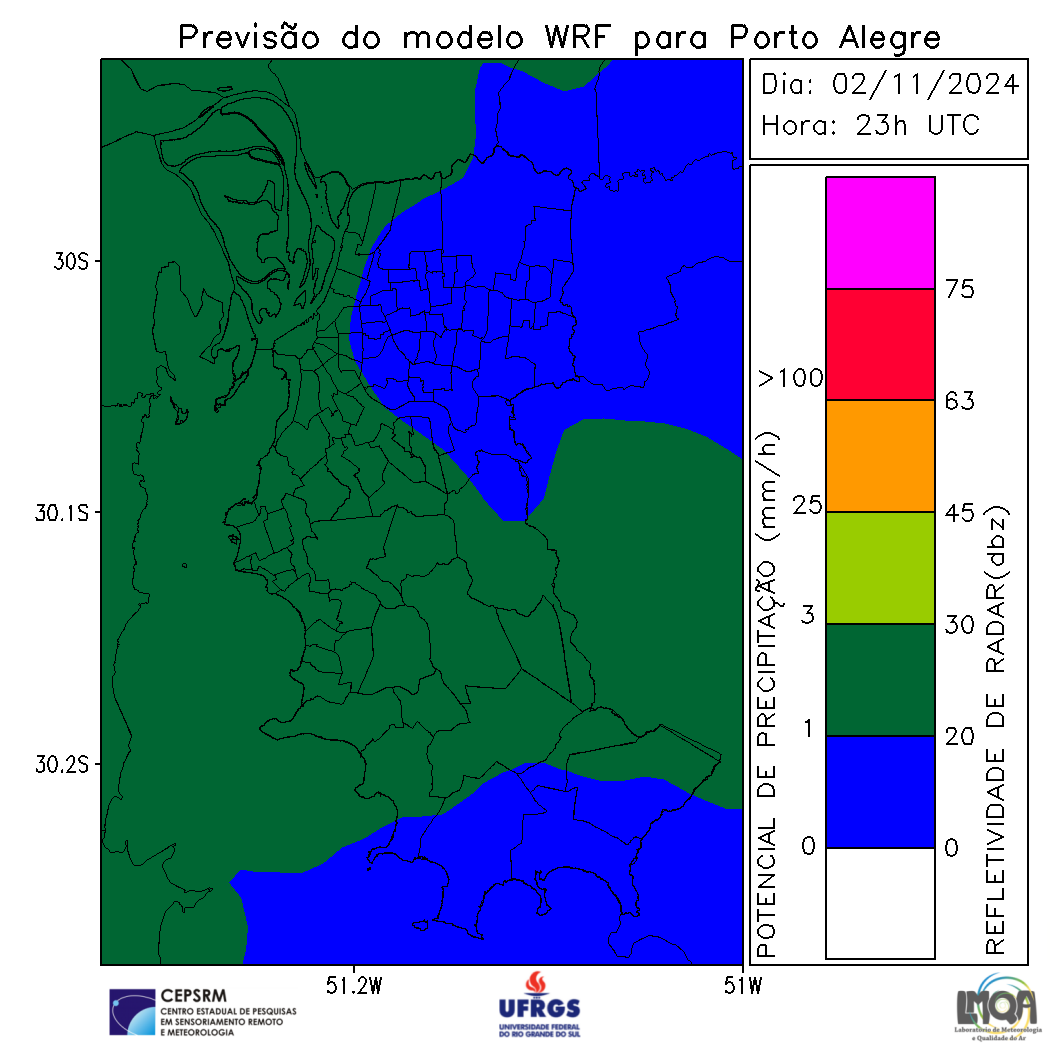 Previsão do modelo WRF para Porto Alegre
Dia: 02/11/2024
Hora: 23h UTC
30S
30.1S
30.2S
51.2W
51W
POTENCIAL DE PRECIPITAÇÃO (mm/h)
>100
25
3
1
0
75
63
45
30
20
0
REFLETIVIDADE DE RADAR(dbz)
CEPSRM
CENTRO ESTADUAL DE PESQUISAS
EM SENSORIAMENTO REMOTO
E METEOROLOGIA
UFRGS
UNIVERSIDADE FEDERAL
DO RIO GRANDE DO SUL
LMQA
Laboratório de Meteorologia
e Qualidade do Ar